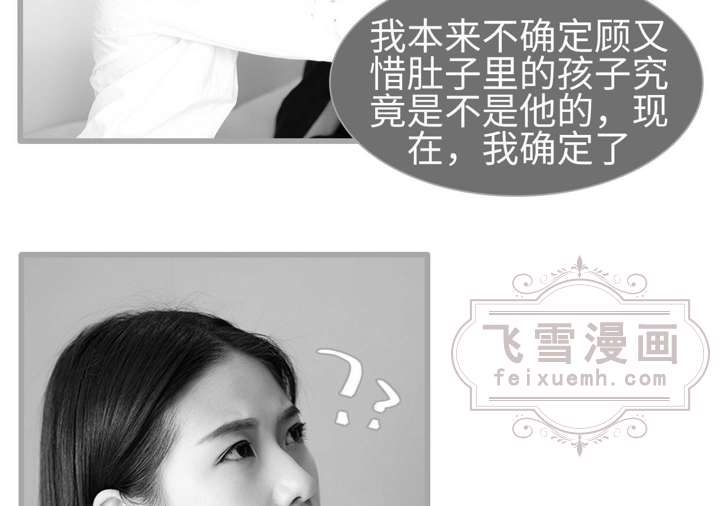 我本来不确定顾又
惜肚子里的孩子究
竟是不是他的，现
在，我确定了
??
飞雪漫画
feixuemh.com